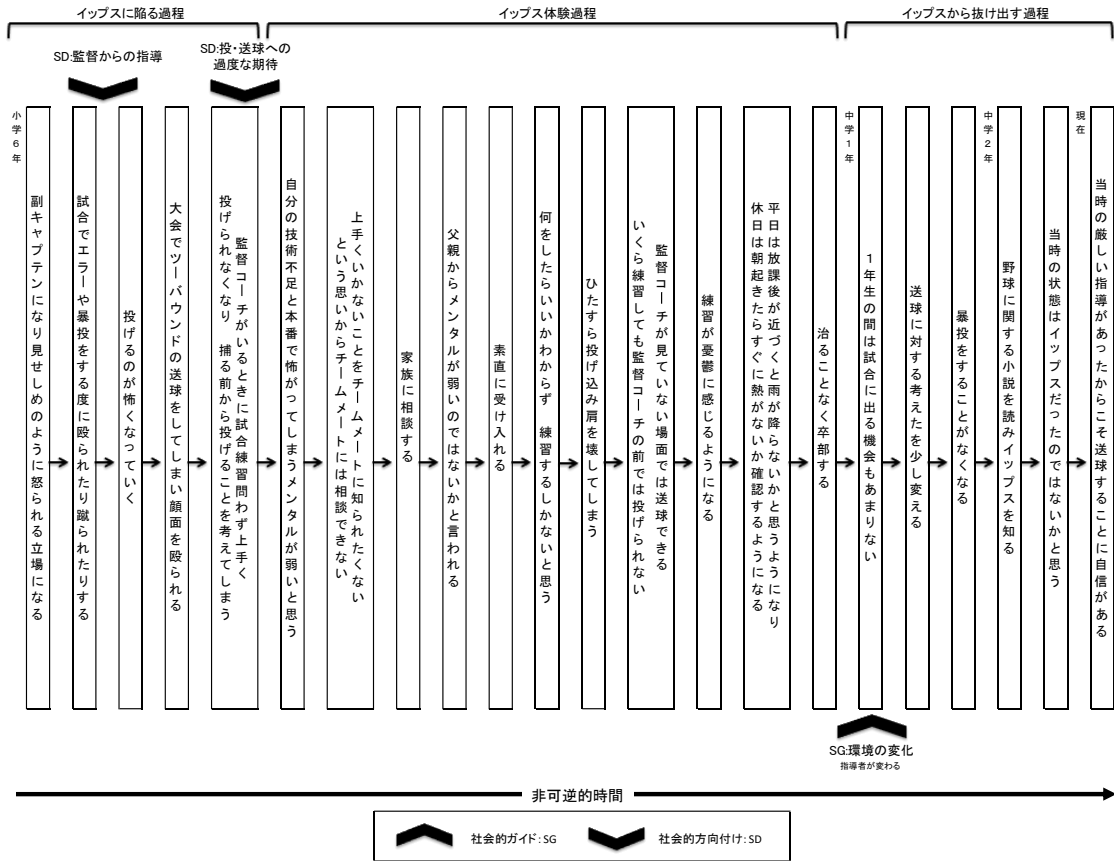 イップスに陥る過程
イップス体験過程
イップスから抜け出す過程
SD:監督からの指導
SD:投・送球への
過度な期待
小学6年
副キャプテンになり見せしめのように怒られる立場になる
試合でエラーや暴投をする度に殴られたり蹴られたりする
投げるのが怖くなっていく
大会でツーバウンドの送球をしてしまい顔面を殴られる
監督コーチがいるときに試合練習問わず上手く
投げられなくなり 捕る前から投げることを考えてしまう
自分の技術不足と本番で怖がってしまうメンタルが弱いと思う
上手くいかないことをチームメートに知られたくない
という思いからチームメートには相談できない
家族に相談する
父親からメンタルが弱いのではないかと言われる
素直に受け入れる
何をしたらいいかわからず 練習するしかないと思う
ひたすら投げ込み肩を壊してしまう
監督コーチが見ていない場面では送球できる
いくら練習しても監督コーチの前では投げられない
練習が憂鬱に感じるようになる
平日は放課後が近づくと雨が降らないかと思うようになり
休日は朝起きたらすぐに熱がないか確認するようになる
治ることなく卒部する
中学1年
1年生の間は試合に出る機会もあまりない
送球に対する考えたを少し変える
暴投をすることがなくなる
中学2年
野球に関する小説を読みイップスを知る
当時の状態はイップスだったのではないかと思う
現在
当時の厳しい指導があったからこそ送球することに自信がある
SG:環境の変化
指導者が変わる
非可逆的時間
社会的ガイド:SG
社会的方向付け:SD